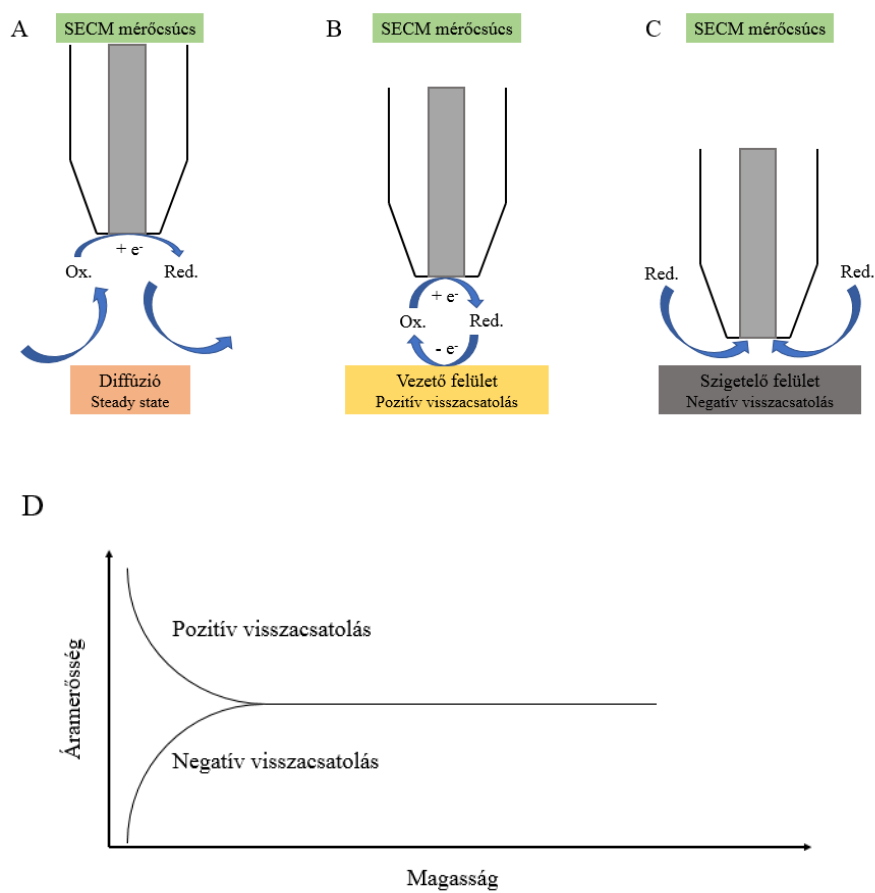 A
SECM mérőcsúcs
+ e-
Ox.
Red.
Diffúzió
Steady state
B
SECM mérőcsúcs
+ e-
Ox.
Red.
- e-
Vezető felület
Pozitív visszacsatolás
C
SECM mérőcsúcs
Red.
Red.
Szigetelő felület
Negatív visszacsatolás
D
Áramerősség
Pozitív visszacsatolás
Negatív visszacsatolás
Magasság